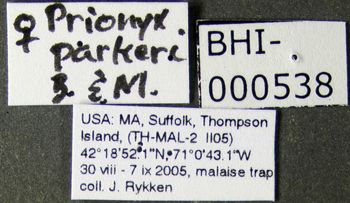 ♀ Prionyx
parkeri
B. & M.
BHI-
000538
USA: MA, Suffolk, Thompson
Island, (TH-MAL-2 II05)
42°18'52.1"N, 71°0'43.1"W
30 viii - 7 ix 2005, malaise trap
coll. J. Rykken